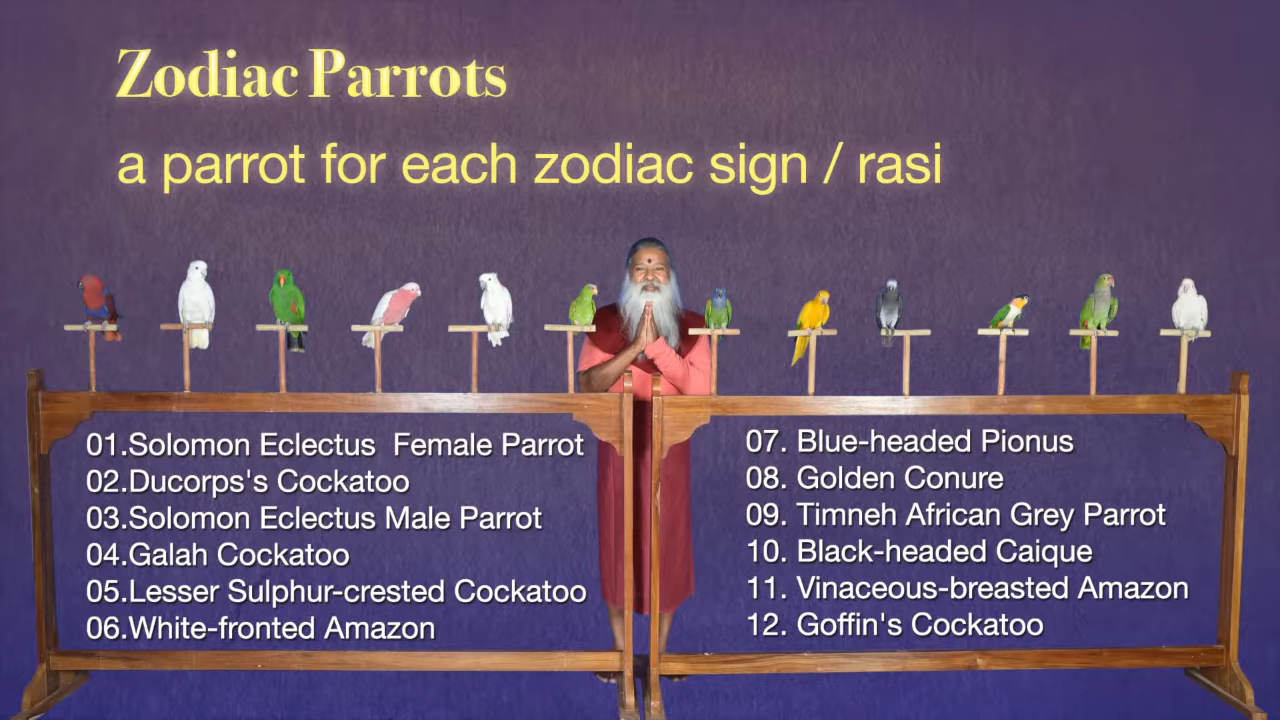 Zodiac Parrots
a parrot for each zodiac sign / rasi
01.Solomon Eclectus  Female Parrot
02.Ducorps's Cockatoo
03.Solomon Eclectus Male Parrot
04.Galah Cockatoo
05.Lesser Sulphur-crested Cockatoo
06.White-fronted Amazon
07. Blue-headed Pionus
08. Golden Conure
09. Timneh African Grey Parrot
10. Black-headed Caique
11. Vinaceous-breasted Amazon
12. Goffin's Cockatoo